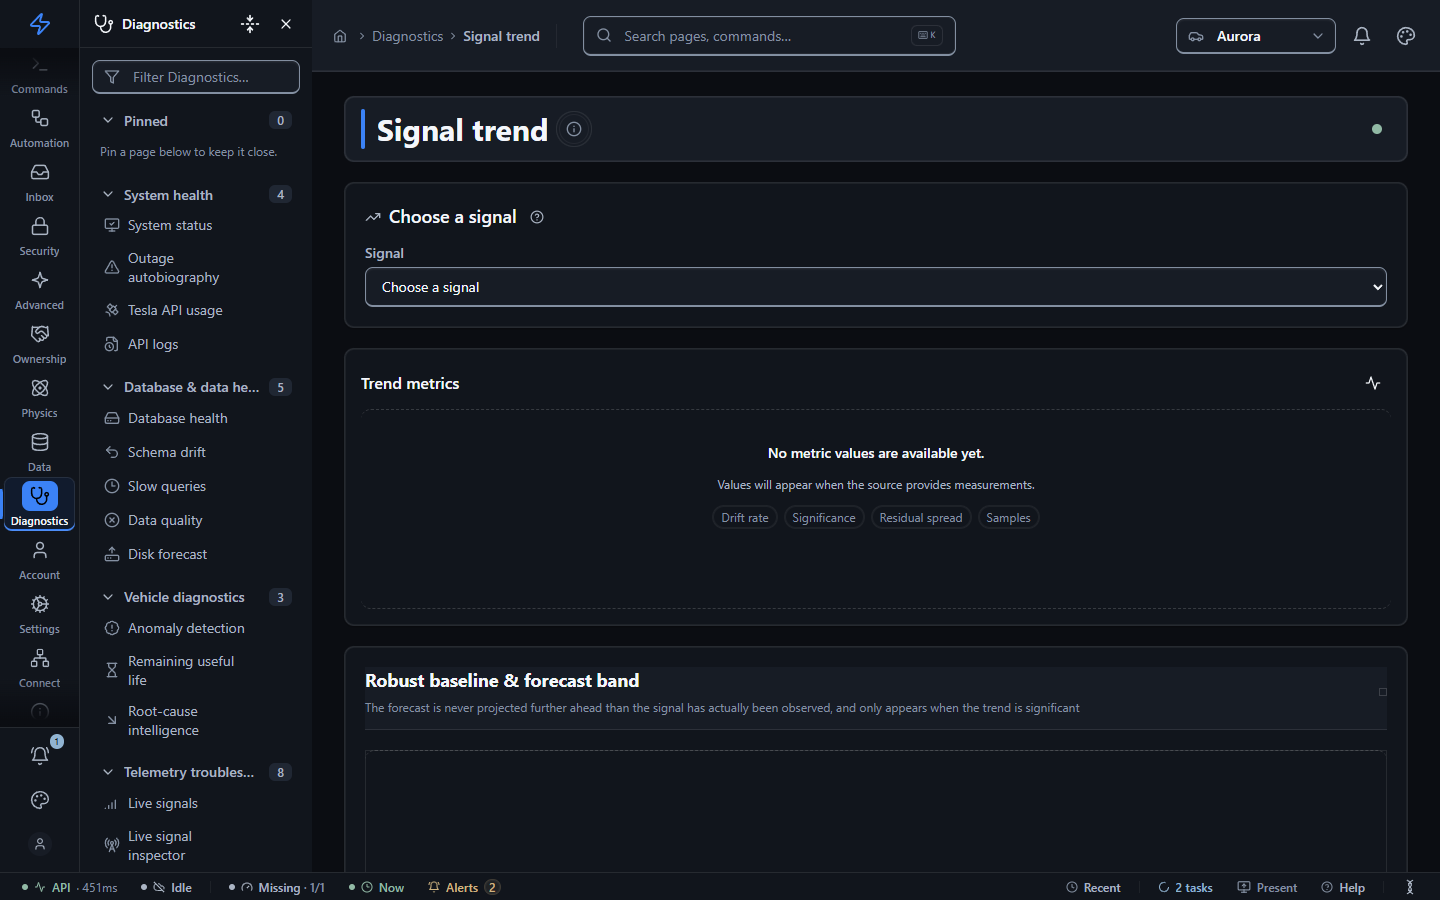 Commands
Automation
Inbox
Security
Advanced
Ownership
Physics
Data
Diagnostics
Account
Settings
Connect
1
Diagnostics
Filter Diagnostics...
Pinned 0
Pin a page below to keep it close.
System health 4
System status
Outage
autobiography
Tesla API usage
API logs
Database & data he... 5
Database health
Schema drift
Slow queries
Data quality
Disk forecast
Vehicle diagnostics 3
Anomaly detection
Remaining useful
life
Root-cause
intelligence
Telemetry troubles... 8
Live signals
Live signal
inspector
Diagnostics Signal trend
Search pages, commands... K
Aurora
Signal trend
Choose a signal
Signal
Choose a signal
Trend metrics
No metric values are available yet.
Values will appear when the source provides measurements.
Drift rate Significance Residual spread Samples
Robust baseline & forecast band
The forecast is never projected further ahead than the signal has actually been observed, and only appears when the trend is significant
API · 451ms Idle Missing · 1/1 Now Alerts 2 Recent 2 tasks Present Help